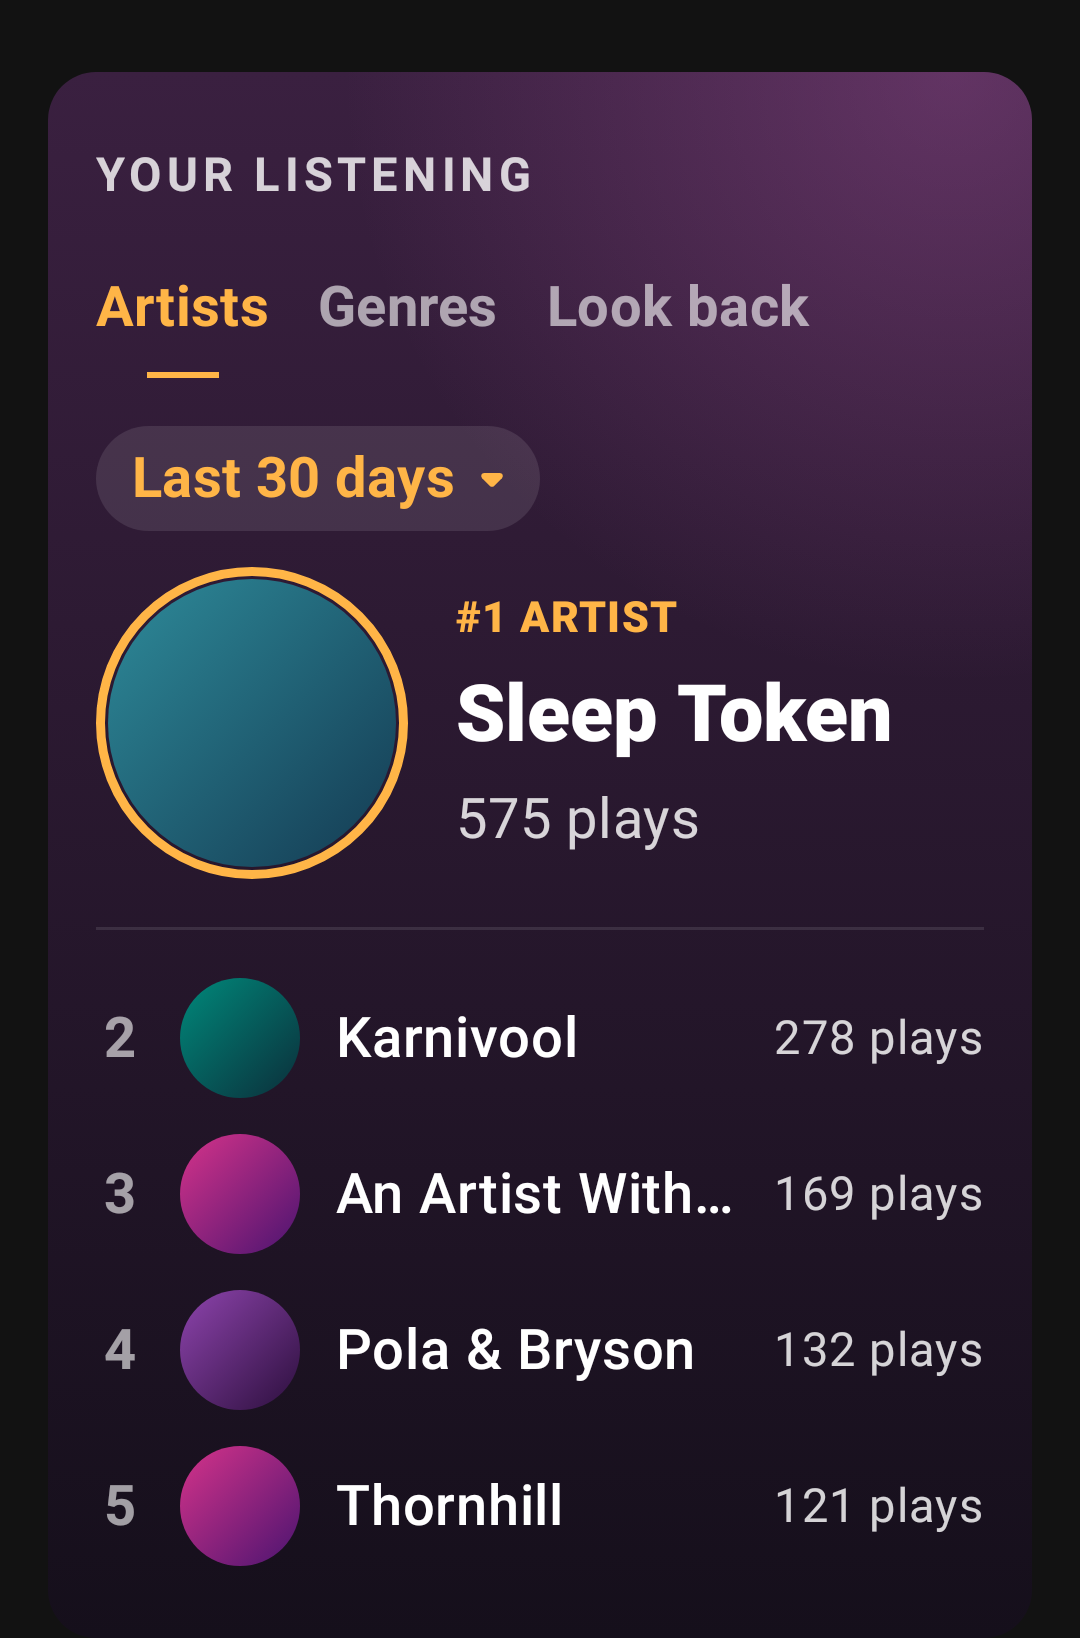 YOUR LISTENING
Artists Genres Look back
Last 30 days
#1 ARTIST
Sleep Token
575 plays
2 Karnivool 278 plays
3 An Artist With... 169 plays
4 Pola & Bryson 132 plays
5 Thornhill 121 plays